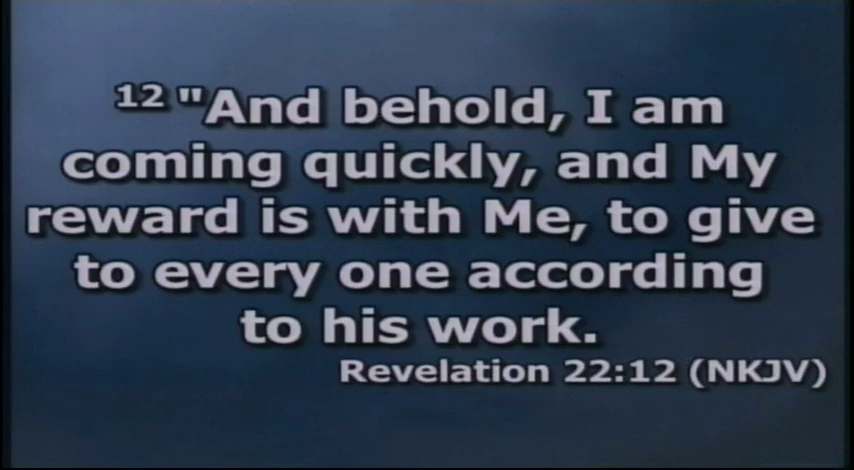 12 "And behold, I am
coming quickly, and My
reward is with Me, to give
to every one according
to his work.
Revelation 22:12 (NKJV)